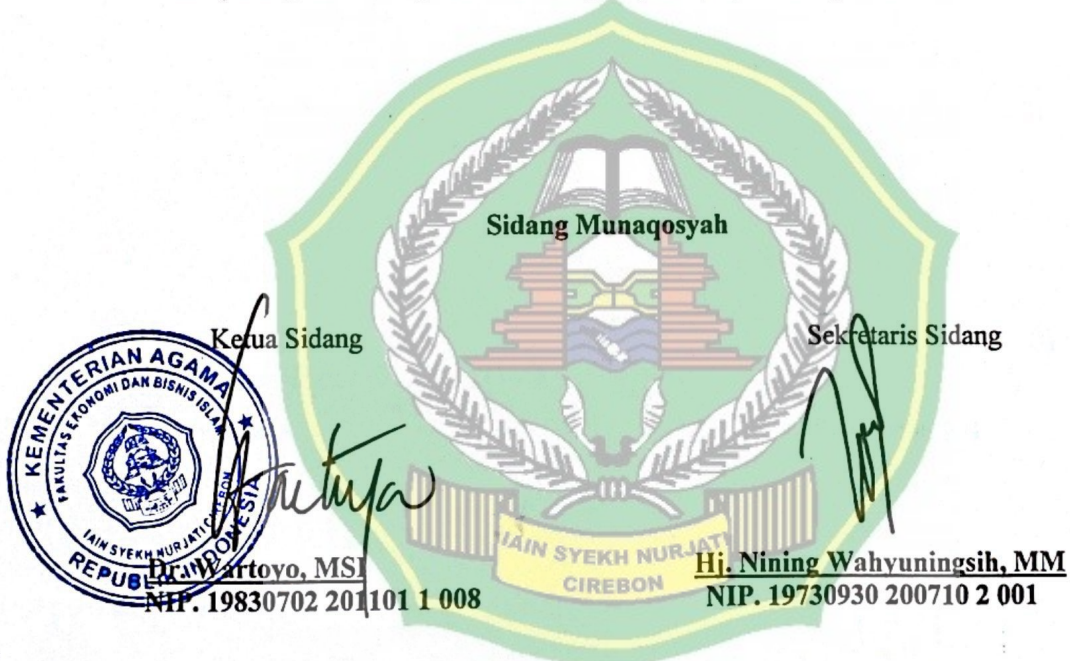 Sidang Munaqosyah
Ketua Sidang
Sekretaris Sidang
KEMENTERIAN AGAMA
FAKULTAS EKONOMI DAN BISNIS ISLAM
IAIN SYEKH NURJATI CIREBON
REPUBLIK INDONESIA
IAIN SYEKH NURJATI
CIREBON
Dr. Wartoyo, MSI
NIP. 19830702 201101 1 008
Hj. Nining Wahyuningsih, MM
NIP. 19730930 200710 2 001